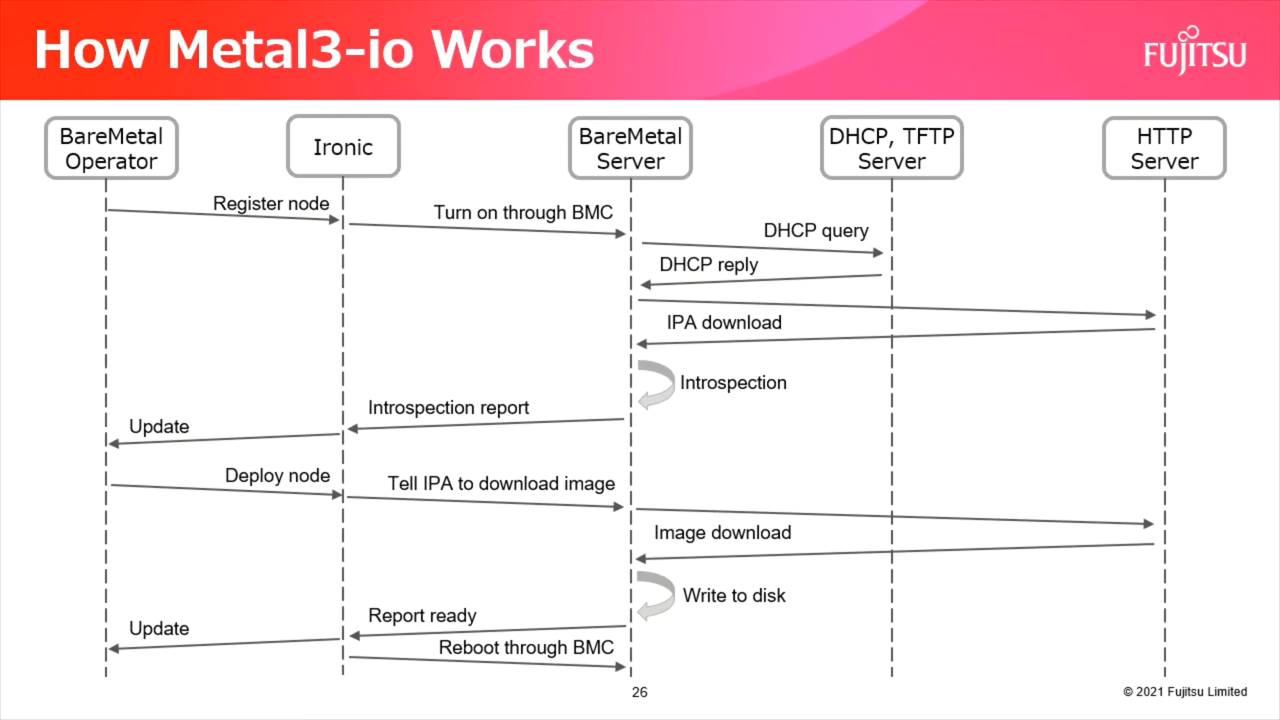 How Metal3-io Works
FUJITSU
BareMetal
Operator
Ironic
BareMetal
Server
DHCP, TFTP
Server
HTTP
Server
Register node
Turn on through BMC
DHCP query
DHCP reply
IPA download
Introspection
Introspection report
Update
Deploy node
Tell IPA to download image
Image download
Write to disk
Report ready
Update
Reboot through BMC
26
© 2021 Fujitsu Limited